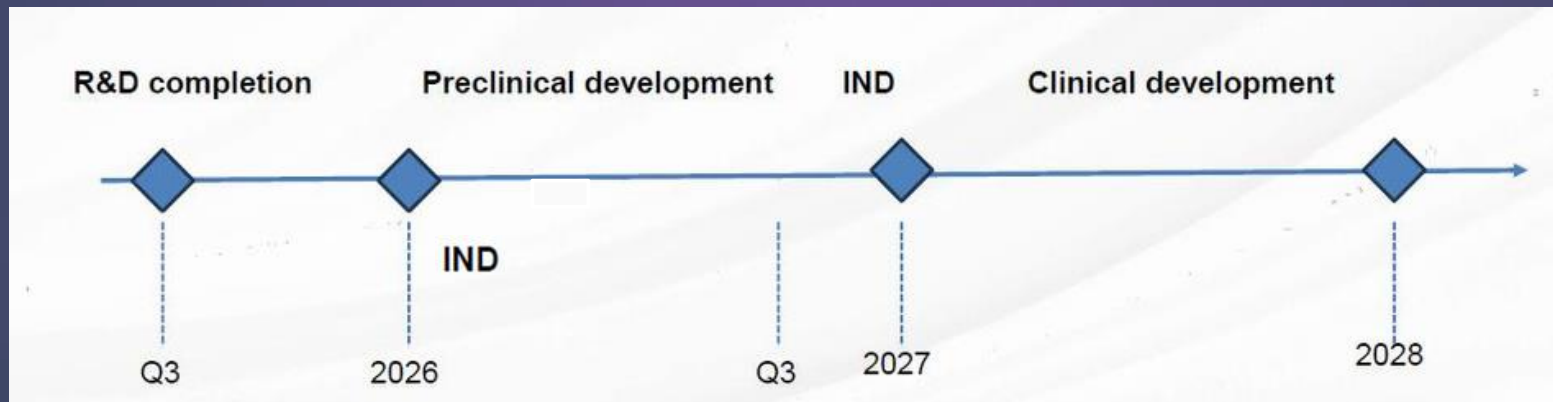 R&D completion Preclinical development IND Clinical development
IND
Q3 2026 Q3 2027 2028